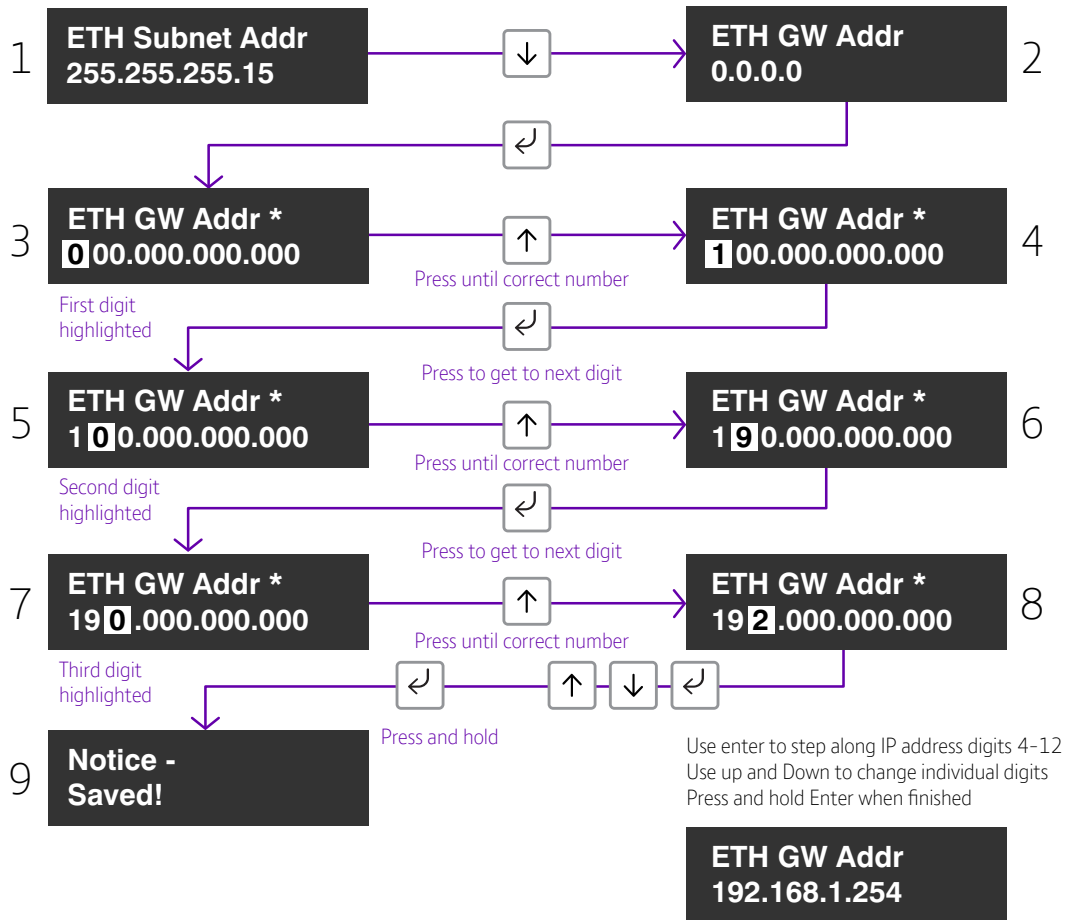 1
ETH Subnet Addr
255.255.255.15
ETH GW Addr
0.0.0.0
2
3
ETH GW Addr *
000.000.000.000
First digit
highlighted
Press until correct number
ETH GW Addr *
100.000.000.000
4
Press to get to next digit
5
ETH GW Addr *
100.000.000.000
Second digit
highlighted
Press until correct number
ETH GW Addr *
190.000.000.000
6
Press to get to next digit
7
ETH GW Addr *
190.000.000.000
Third digit
highlighted
Press until correct number
ETH GW Addr *
192.000.000.000
8
Press and hold
9
Notice -
Saved!
Use enter to step along IP address digits 4-12
Use up and Down to change individual digits
Press and hold Enter when finished
ETH GW Addr
192.168.1.254